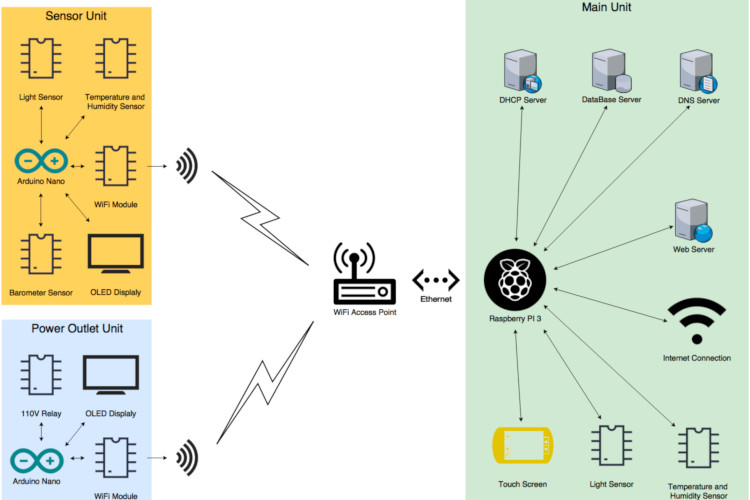 Sensor Unit
Light Sensor
Temperature and
Humidity Sensor
Arduino Nano
WiFi Module
Barometer Sensor
OLED Displaly
Power Outlet Unit
110V Relay
OLED Displaly
Arduino Nano
WiFi Module
WiFi Access Point
Ethernet
Main Unit
DHCP Server
DataBase Server
DNS Server
Web Server
Raspberry PI 3
Internet Connection
Touch Screen
Light Sensor
Temperature and
Humidity Sensor